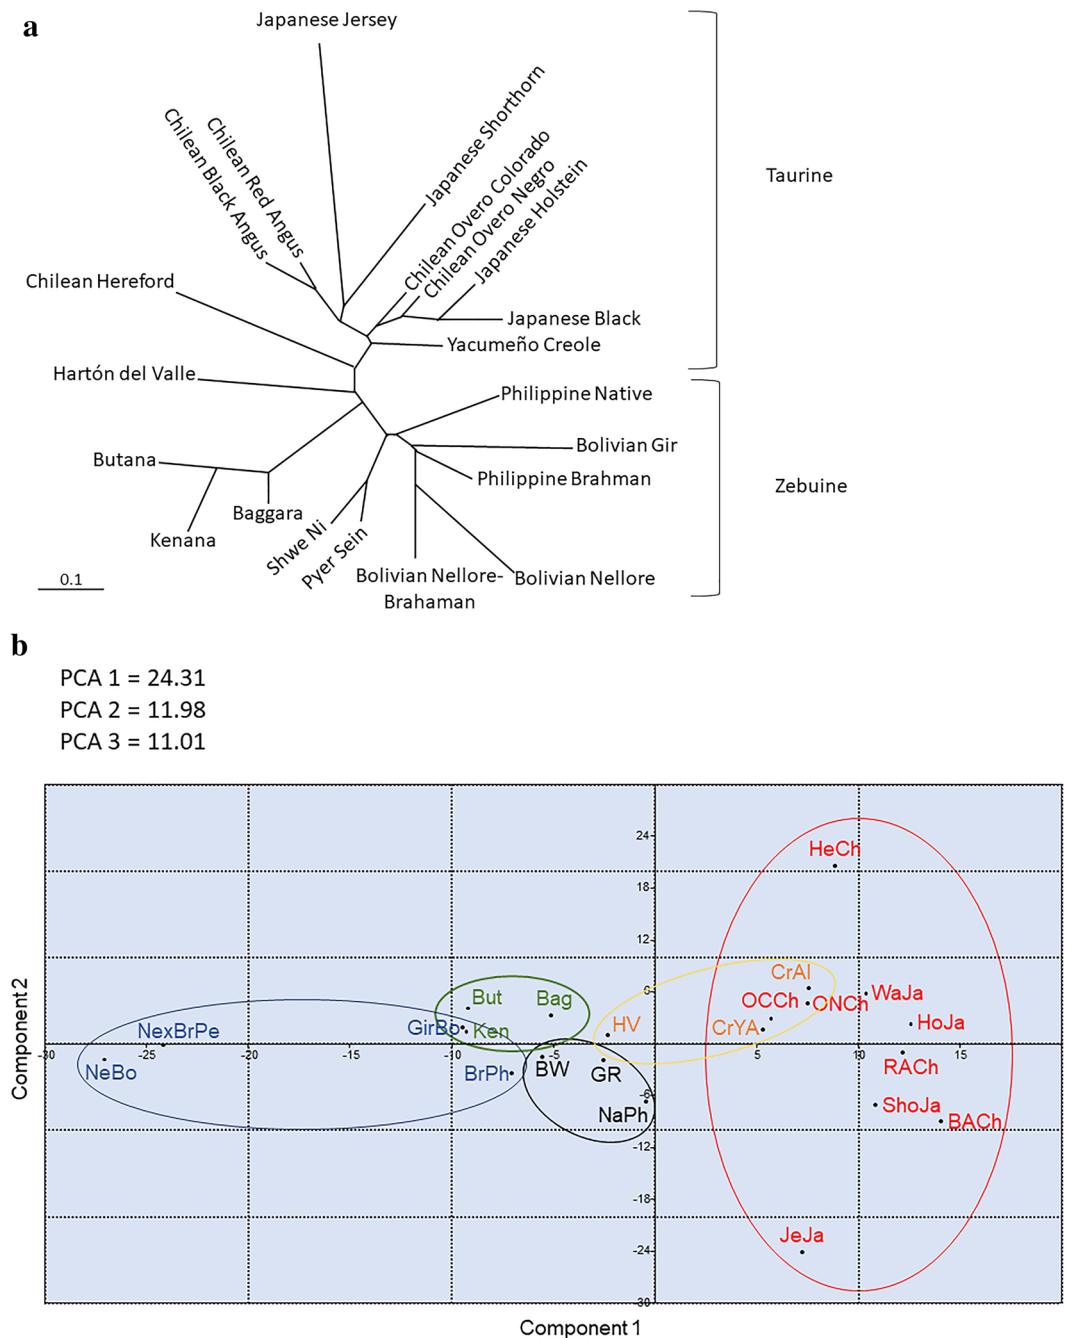 a
Japanese Jersey
Japanese Shorthorn
Chilean Red Angus
Chilean Black Angus
Chilean Overo Colorado
Chilean Overo Negro
Japanese Holstein
Taurine
Chilean Hereford
Japanese Black
Yacumeño Creole
Hartón del Valle
Philippine Native
Bolivian Gir
Butana
Philippine Brahman
Zebuine
Baggara
Kenana
Shwe Ni
Pyer Sein
Bolivian Nellore-
Brahaman
Bolivian Nellore
0.1
b
PCA 1 = 24.31
PCA 2 = 11.98
PCA 3 = 11.01
24
HeCh
18
12
CrAl
6
But
Bag
OCCh
ONCh
WaJa
HoJa
NexBrPe
GirBo
Ken
HV
CrYA
-30
-25
-20
-15
-10
-5
5
10
15
NeBo
BrPh
BW
GR
RACh
-6
NaPh
ShoJa
BACh
-12
-18
JeJa
-24
-30
Component 2
Component 1